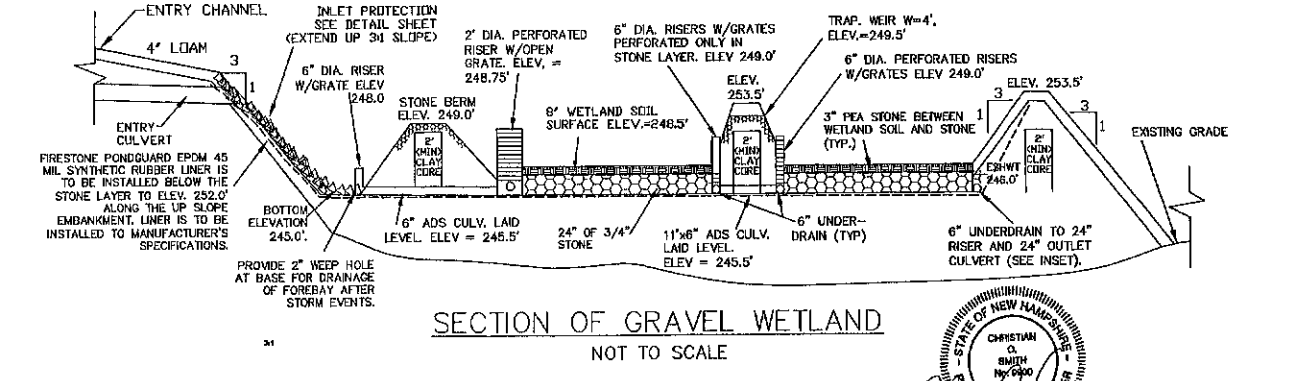 ENTRY CHANNEL
4" LOAM
3
1
ENTRY
CULVERT
INLET PROTECTION
SEE DETAIL SHEET
(EXTEND UP 3:1 SLOPE)
6" DIA. RISER
W/GRATE ELEV
248.0
STONE BERM
ELEV. 249.0'
2' DIA. PERFORATED
RISER W/OPEN
GRATE. ELEV. =
248.75'
8" WETLAND SOIL
SURFACE ELEV.=248.5'
6" DIA. RISERS W/GRATES
PERFORATED ONLY IN
STONE LAYER. ELEV 249.0'
ELEV.
253.5'
TRAP. WEIR W=4',
ELEV.=249.5'
6" DIA. PERFORATED RISERS
W/GRATES ELEV 249.0'
3" PEA STONE BETWEEN
WETLAND SOIL AND STONE
(TYP.)
ELEV. 253.5'
3
1
3
1
EXISTING GRADE
2'
(MIN)
CLAY
CORE
2'
(MIN)
CLAY
CORE
2'
(MIN)
CLAY
CORE
ESHWT
246.0'
FIRESTONE PONDGUARD EPDM 45
MIL SYNTHETIC RUBBER LINER IS
TO BE INSTALLED BELOW THE
STONE LAYER TO ELEV. 252.0'
ALONG THE UP SLOPE
EMBANKMENT. LINER IS TO BE
INSTALLED TO MANUFACTURER'S
SPECIFICATIONS.
BOTTOM
ELEVATION
245.0'.
PROVIDE 2" WEEP HOLE
AT BASE FOR DRAINAGE
OF FOREBAY AFTER
STORM EVENTS.
6" ADS CULV. LAID
LEVEL ELEV = 245.5'
24" OF 3/4"
STONE
11'x6" ADS CULV.
LAID LEVEL.
ELEV = 245.5'
6" UNDER-
DRAIN (TYP)
6" UNDERDRAIN TO 24"
RISER AND 24" OUTLET
CULVERT (SEE INSET).
SECTION OF GRAVEL WETLAND
NOT TO SCALE
3:1
STATE OF NEW HAMPSHIRE
CHRISTIAN
O.
SMITH